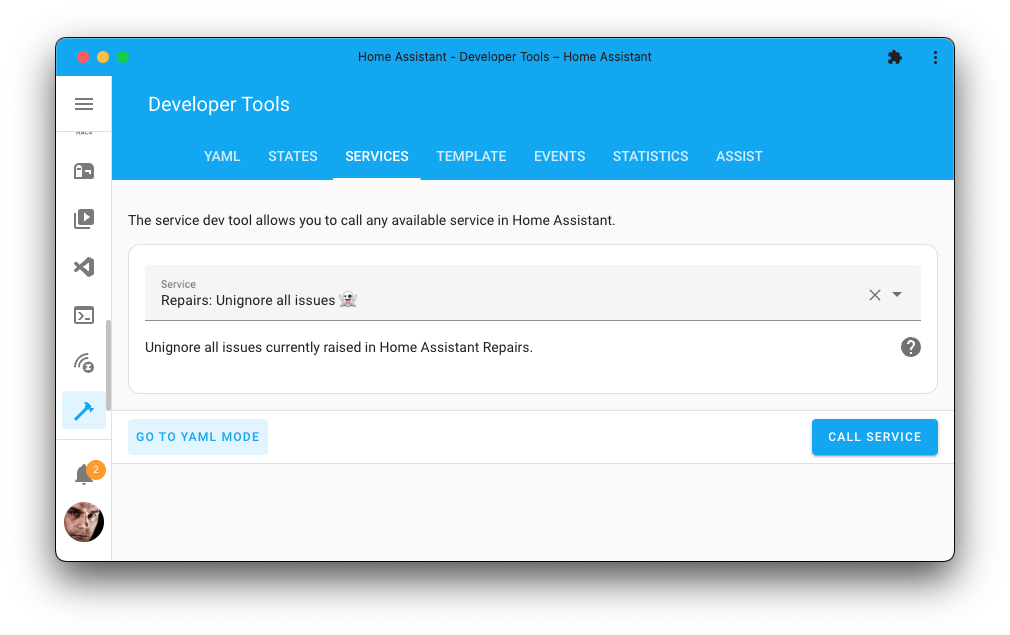 Home Assistant - Developer Tools – Home Assistant
Developer Tools
YAML STATES SERVICES TEMPLATE EVENTS STATISTICS ASSIST
The service dev tool allows you to call any available service in Home Assistant.
Service
Repairs: Unignore all issues 👻
Unignore all issues currently raised in Home Assistant Repairs.
GO TO YAML MODE
CALL SERVICE
2